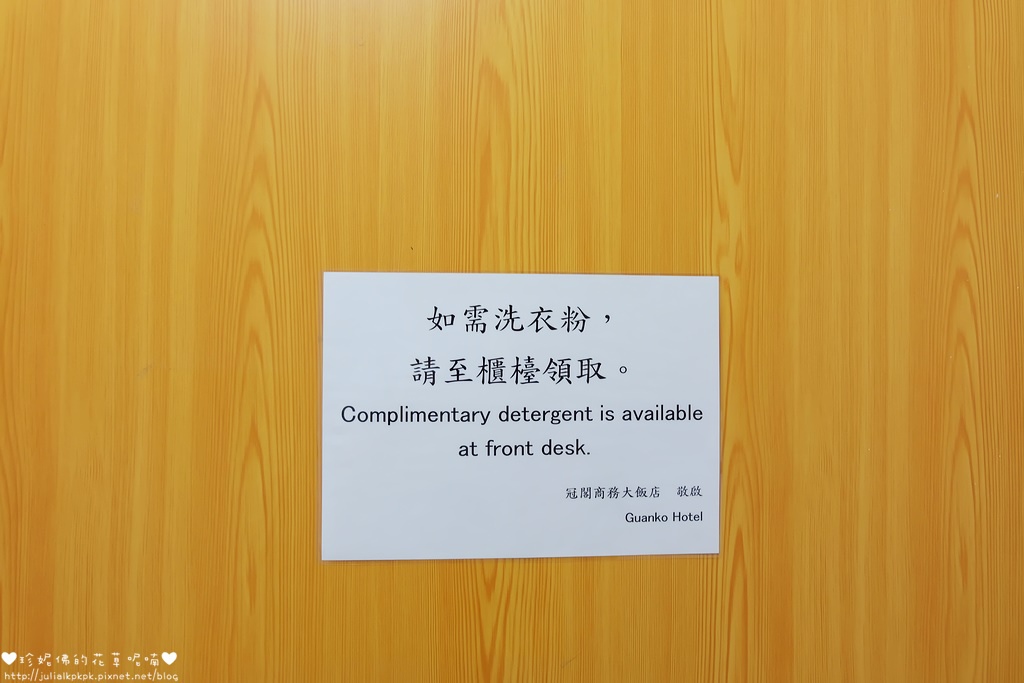 如需洗衣粉，
請至櫃檯領取。
Complimentary detergent is available
at front desk.
冠閣商務大飯店　敬啟
Guanko Hotel
♥珍妮佛的花草呢喃♥
http://julialkpkpk.pixnet.net/blog